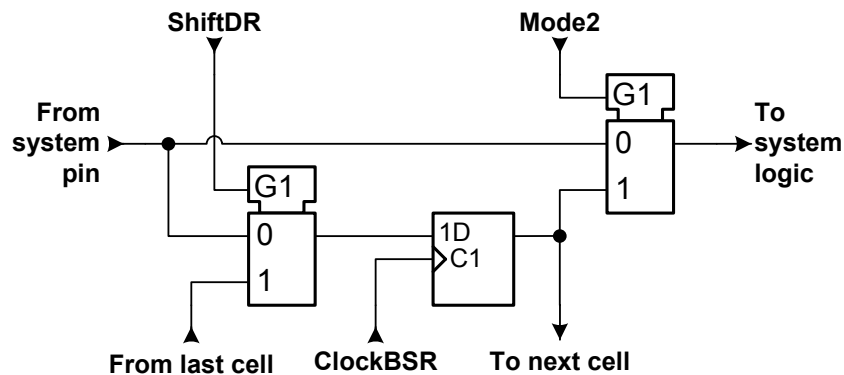 ShiftDR
Mode2
From
system
pin
G1
0
1
To
system
logic
G1
0
1
1D
C1
From last cell
ClockBSR
To next cell